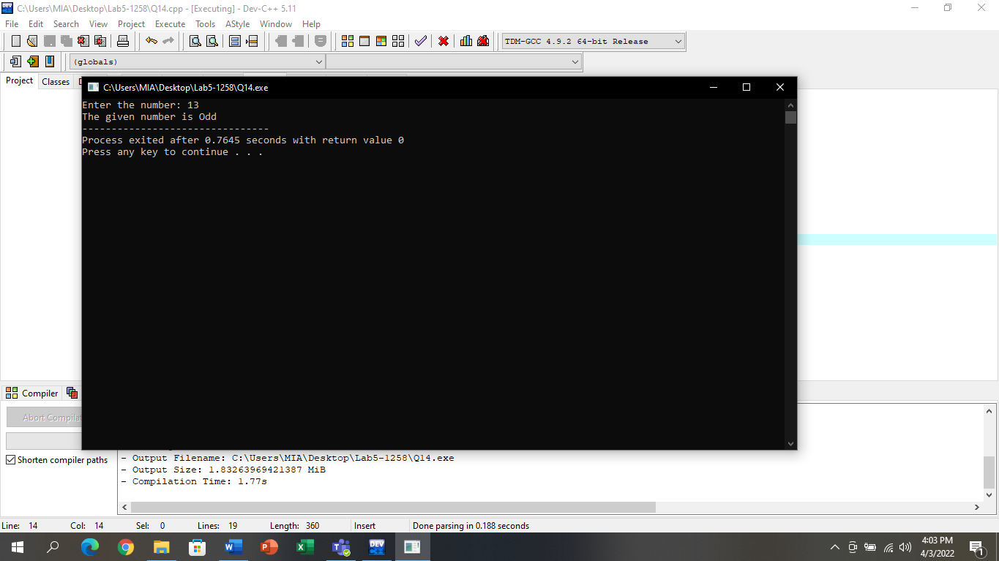 C:\Users\MIA\Desktop\Lab5-1258\Q14.cpp - [Executing] - Dev-C++ 5.11
File Edit Search View Project Execute Tools AStyle Window Help
TDM-GCC 4.9.2 64-bit Release
(globals)
Project Classes
C:\Users\MIA\Desktop\Lab5-1258\Q14.exe
Enter the number: 13
The given number is Odd
--------------------------------
Process exited after 0.7645 seconds with return value 0
Press any key to continue . . .
Compiler
Abort
Shorten compiler paths
- Output Filename: C:\Users\MIA\Desktop\Lab5-1258\Q14.exe
- Output Size: 1.83263969421387 MiB
- Compilation Time: 1.77s
Line: 14 Col: 14 Sel: 0 Lines: 19 Length: 360 Insert Done parsing in 0.188 seconds
DEV
4:03 PM
4/3/2022
1